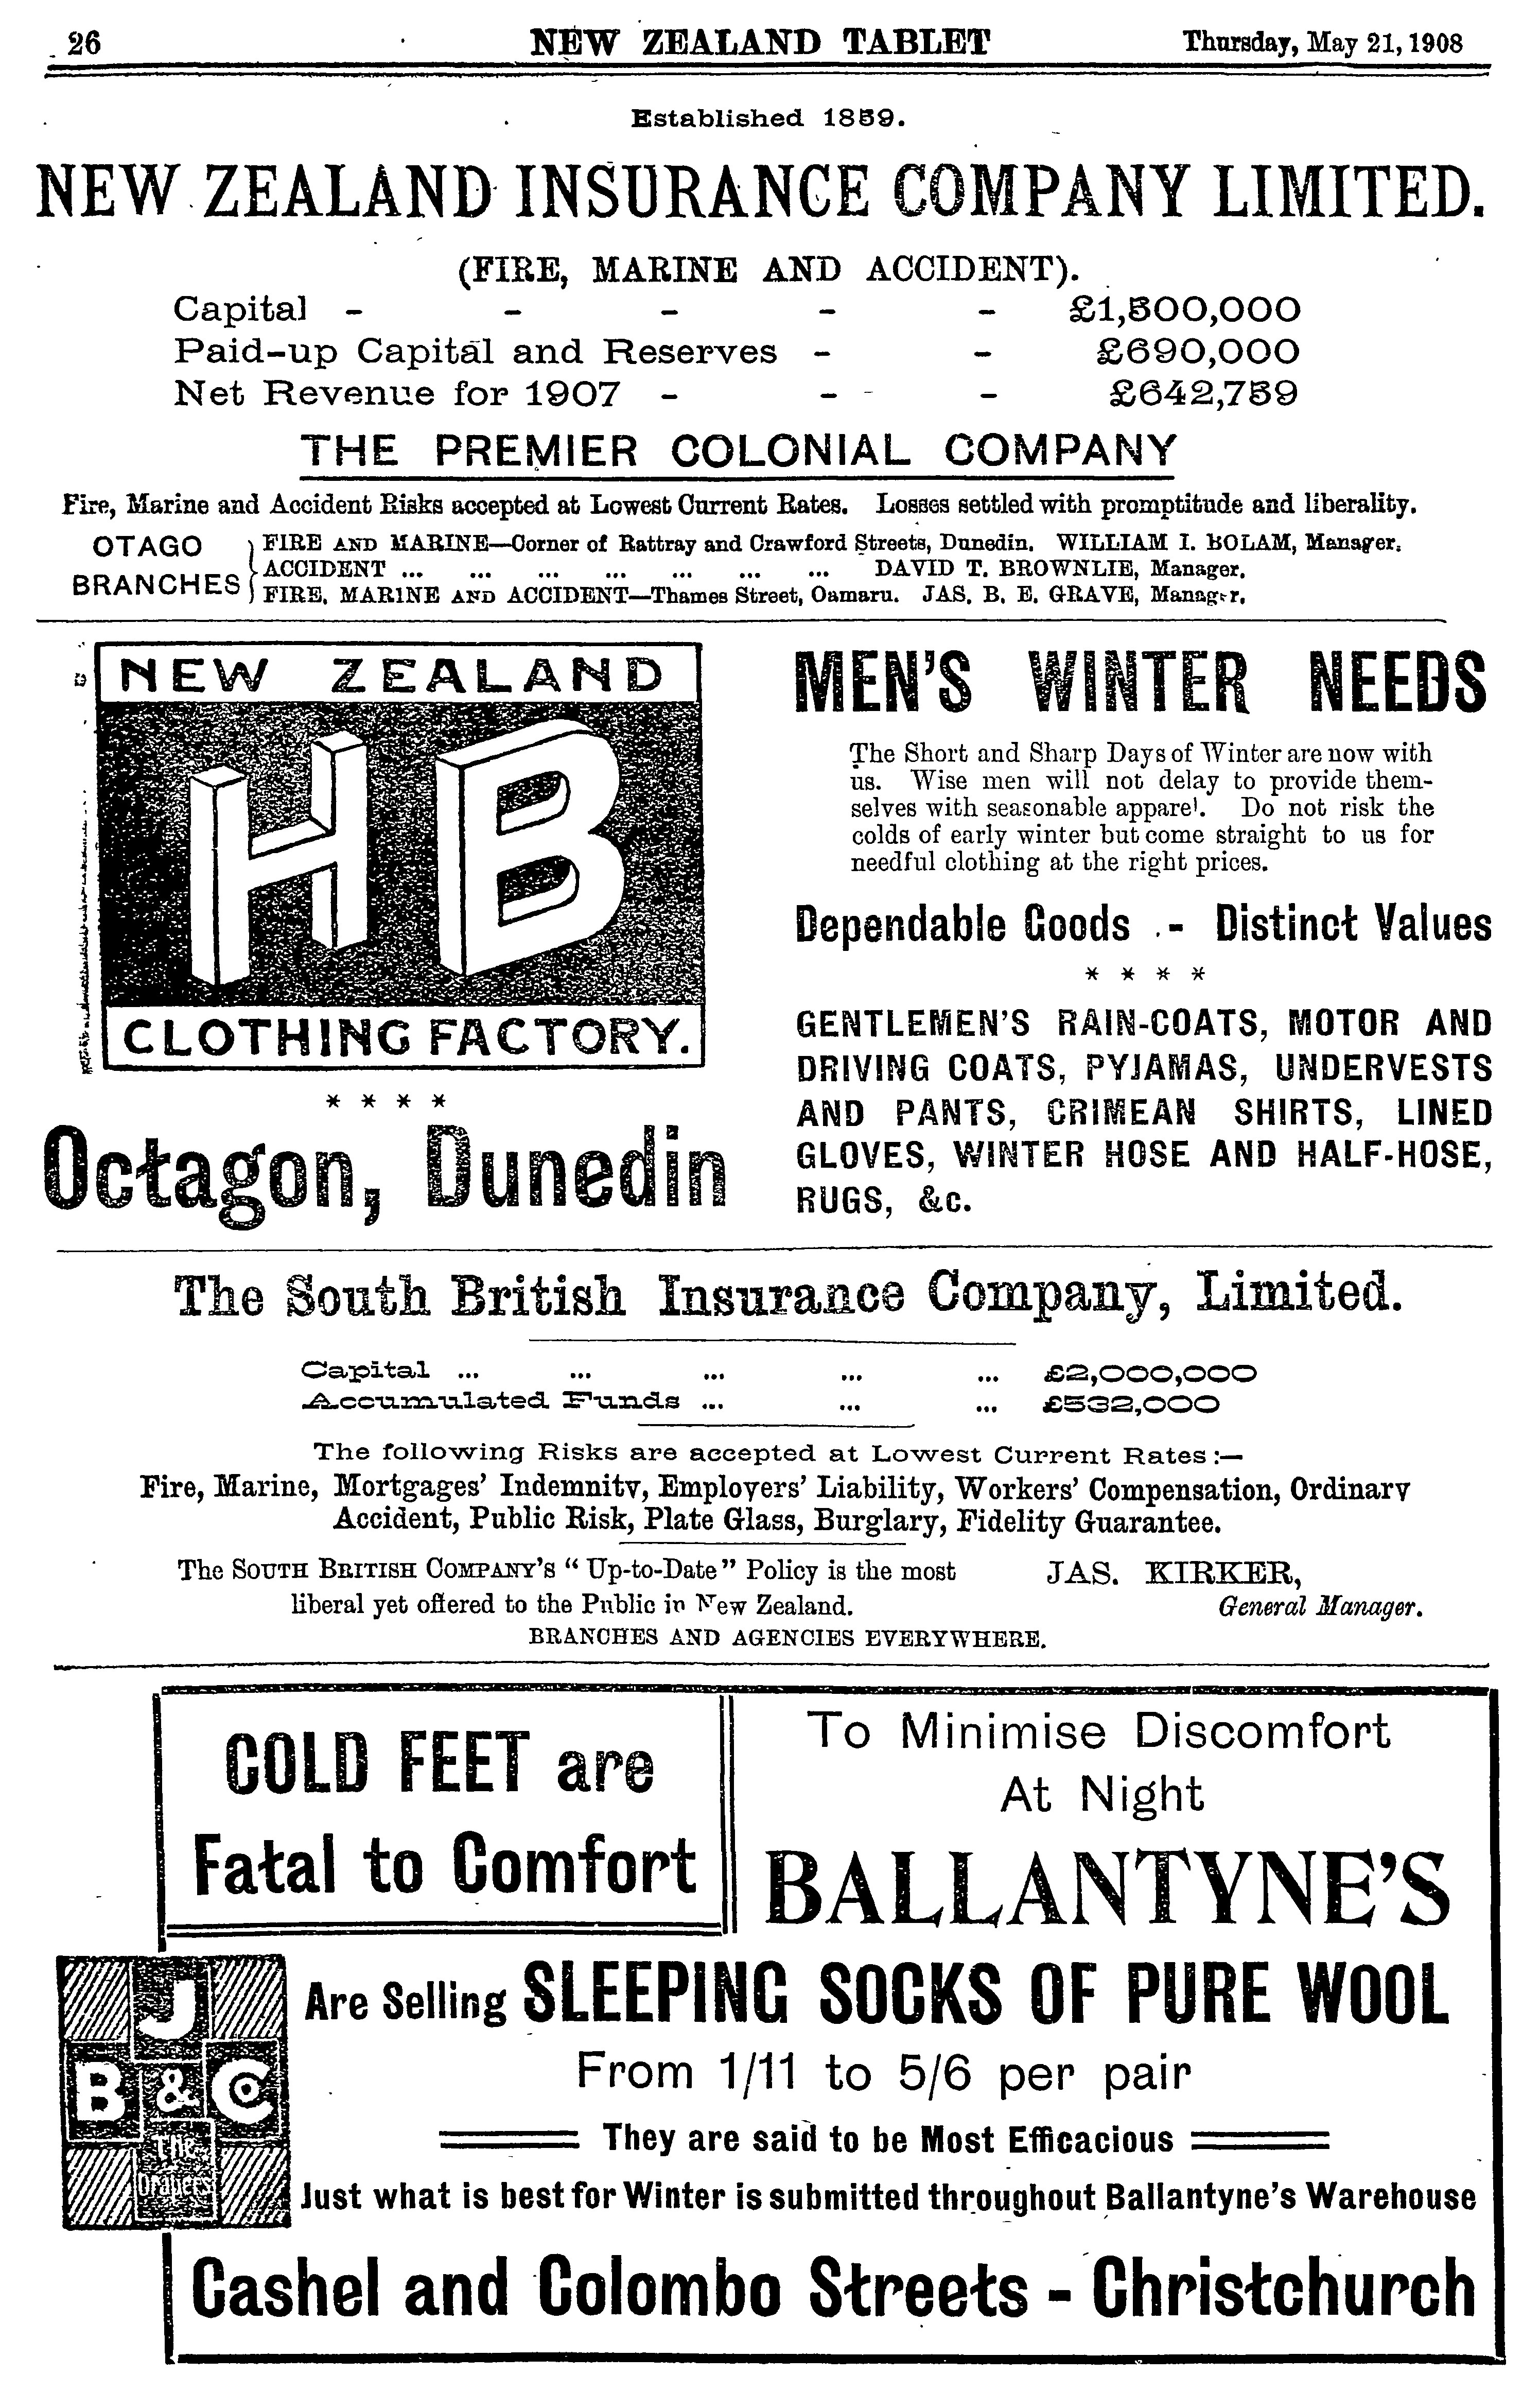 26 NEW ZEALAND TABLET Thursday, May 21, 1908
Established 1859.
NEW ZEALAND INSURANCE COMPANY LIMITED.
(FIRE, MARINE AND ACCIDENT).
Capital - - - - - £1,500,000
Paid-up Capital and Reserves - - £690,000
Net Revenue for 1907 - - - £642,759
THE PREMIER COLONIAL COMPANY
Fire, Marine and Accident Risks accepted at Lowest Current Rates. Losses settled with promptitude and liberality.
OTAGO BRANCHES
FIRE AND MARINE—Corner of Rattray and Crawford Streets, Dunedin. WILLIAM I. BOLAM, Manager.
ACCIDENT ... ... ... ... ... ... ... DAVID T. BROWNLIE, Manager.
FIRE, MARINE AND ACCIDENT—Thames Street, Oamaru. JAS. B. E. GRAVE, Manager.
NEW ZEALAND
HB
CLOTHING FACTORY.
* * * *
Octagon, Dunedin
MEN'S WINTER NEEDS
The Short and Sharp Days of Winter are now with
us. Wise men will not delay to provide them-
selves with seasonable apparel. Do not risk the
colds of early winter but come straight to us for
needful clothing at the right prices.
Dependable Goods - Distinct Values
* * * *
GENTLEMEN'S RAIN-COATS, MOTOR AND
DRIVING COATS, PYJAMAS, UNDERVESTS
AND PANTS, CRIMEAN SHIRTS, LINED
GLOVES, WINTER HOSE AND HALF-HOSE,
RUGS, &c.
The South British Insurance Company, Limited.
Capital ... ... ... ... ... £2,000,000
Accumulated Funds ... ... ... £532,000
The following Risks are accepted at Lowest Current Rates:—
Fire, Marine, Mortgages' Indemnity, Employers' Liability, Workers' Compensation, Ordinary
Accident, Public Risk, Plate Glass, Burglary, Fidelity Guarantee.
The SOUTH BRITISH COMPANY'S "Up-to-Date" Policy is the most
liberal yet offered to the Public in New Zealand.
JAS. KIRKER,
General Manager.
BRANCHES AND AGENCIES EVERYWHERE.
COLD FEET are
Fatal to Comfort
To Minimise Discomfort
At Night
BALLANTYNE'S
J
B & Co
The
Drapers
Are Selling SLEEPING SOCKS OF PURE WOOL
From 1/11 to 5/6 per pair
They are said to be Most Efficacious
Just what is best for Winter is submitted throughout Ballantyne's Warehouse
Cashel and Colombo Streets - Christchurch